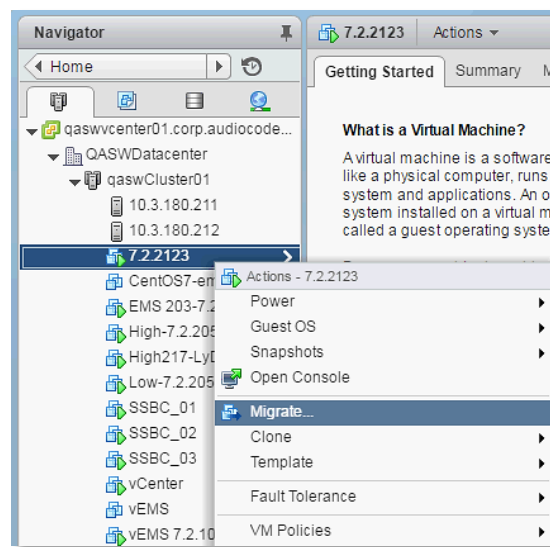 Navigator
7.2.2123
Actions
Home
Getting Started
Summary
qaswvcenter01.corp.audiocode...
What is a Virtual Machine?
QASWDatacenter
A virtual machine is a software
qaswCluster01
like a physical computer, runs
10.3.180.211
system and applications. An o
system installed on a virtual m
10.3.180.212
called a guest operating syste
7.2.2123
CentOS7-em
Actions - 7.2.2123
EMS 203-7.2
Power
High-7.2.205
Guest OS
High217-LyD
Snapshots
Low-7.2.205
Open Console
SSBC_01
Migrate...
SSBC_02
Clone
SSBC_03
Template
vCenter
Fault Tolerance
vEMS
vEMS 7.2.10
VM Policies